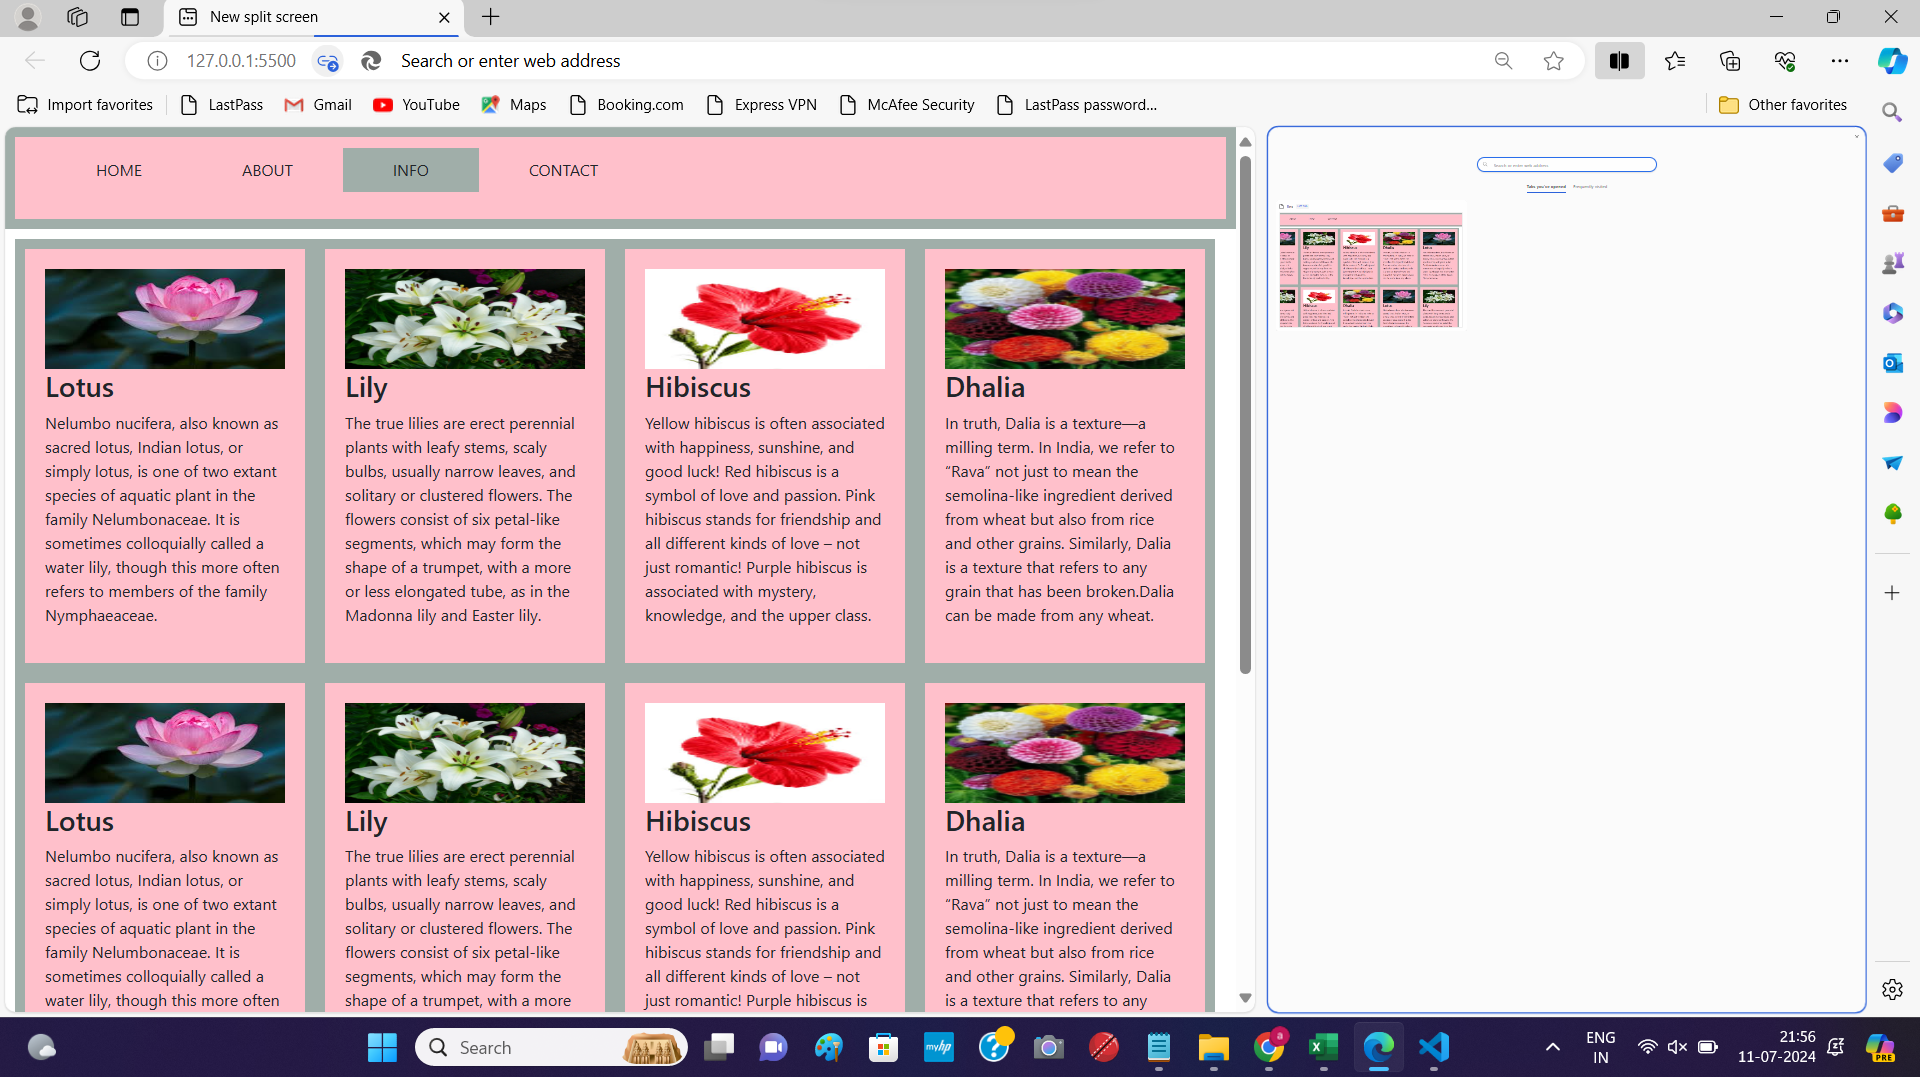 New split screen
127.0.0.1:5500
Search or enter web address
Import favorites
LastPass
Gmail
YouTube
Maps
Booking.com
Express VPN
McAfee Security
LastPass password...
Other favorites
HOME
ABOUT
INFO
CONTACT
Lotus
Nelumbo nucifera, also known as
sacred lotus, Indian lotus, or
simply lotus, is one of two extant
species of aquatic plant in the
family Nelumbonaceae. It is
sometimes colloquially called a
water lily, though this more often
refers to members of the family
Nymphaeaceae.
Lily
The true lilies are erect perennial
plants with leafy stems, scaly
bulbs, usually narrow leaves, and
solitary or clustered flowers. The
flowers consist of six petal-like
segments, which may form the
shape of a trumpet, with a more
or less elongated tube, as in the
Madonna lily and Easter lily.
Hibiscus
Yellow hibiscus is often associated
with happiness, sunshine, and
good luck! Red hibiscus is a
symbol of love and passion. Pink
hibiscus stands for friendship and
all different kinds of love – not
just romantic! Purple hibiscus is
associated with mystery,
knowledge, and the upper class.
Dhalia
In truth, Dalia is a texture—a
milling term. In India, we refer to
“Rava” not just to mean the
semolina-like ingredient derived
from wheat but also from rice
and other grains. Similarly, Dalia
is a texture that refers to any
grain that has been broken.Dalia
can be made from any wheat.
Lotus
Nelumbo nucifera, also known as
sacred lotus, Indian lotus, or
simply lotus, is one of two extant
species of aquatic plant in the
family Nelumbonaceae. It is
sometimes colloquially called a
water lily, though this more often
Lily
The true lilies are erect perennial
plants with leafy stems, scaly
bulbs, usually narrow leaves, and
solitary or clustered flowers. The
flowers consist of six petal-like
segments, which may form the
shape of a trumpet, with a more
Hibiscus
Yellow hibiscus is often associated
with happiness, sunshine, and
good luck! Red hibiscus is a
symbol of love and passion. Pink
hibiscus stands for friendship and
all different kinds of love – not
just romantic! Purple hibiscus is
Dhalia
In truth, Dalia is a texture—a
milling term. In India, we refer to
“Rava” not just to mean the
semolina-like ingredient derived
from wheat but also from rice
and other grains. Similarly, Dalia
is a texture that refers to any
Search or enter web address
Tabs you've opened
Frequently visited
Search
myhp
a
ENG
IN
21:56
11-07-2024
PRE